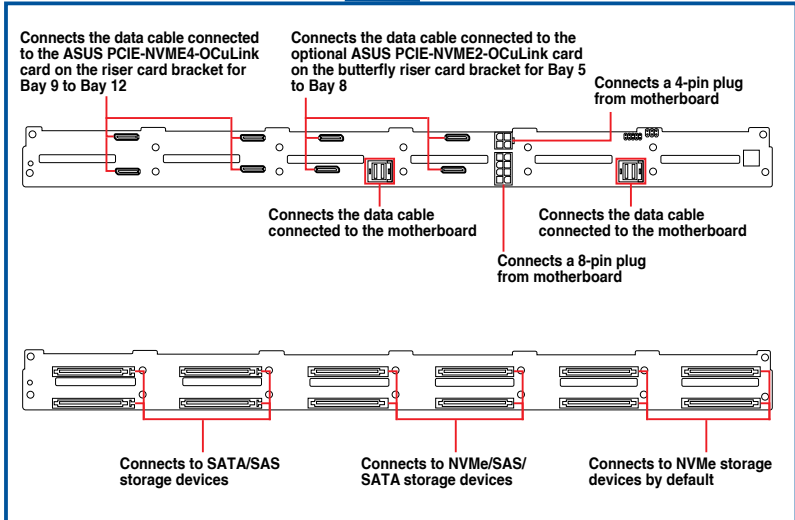 Connects the data cable connected
to the ASUS PCIE-NVME4-OCuLink
card on the riser card bracket for
Bay 9 to Bay 12
Connects the data cable connected to the
optional ASUS PCIE-NVME2-OCuLink card
on the butterfly riser card bracket for Bay 5
to Bay 8
Connects a 4-pin plug
from motherboard
Connects the data cable
connected to the motherboard
Connects a 8-pin plug
from motherboard
Connects the data cable
connected to the motherboard
Connects to SATA/SAS
storage devices
Connects to NVMe/SAS/
SATA storage devices
Connects to NVMe storage
devices by default